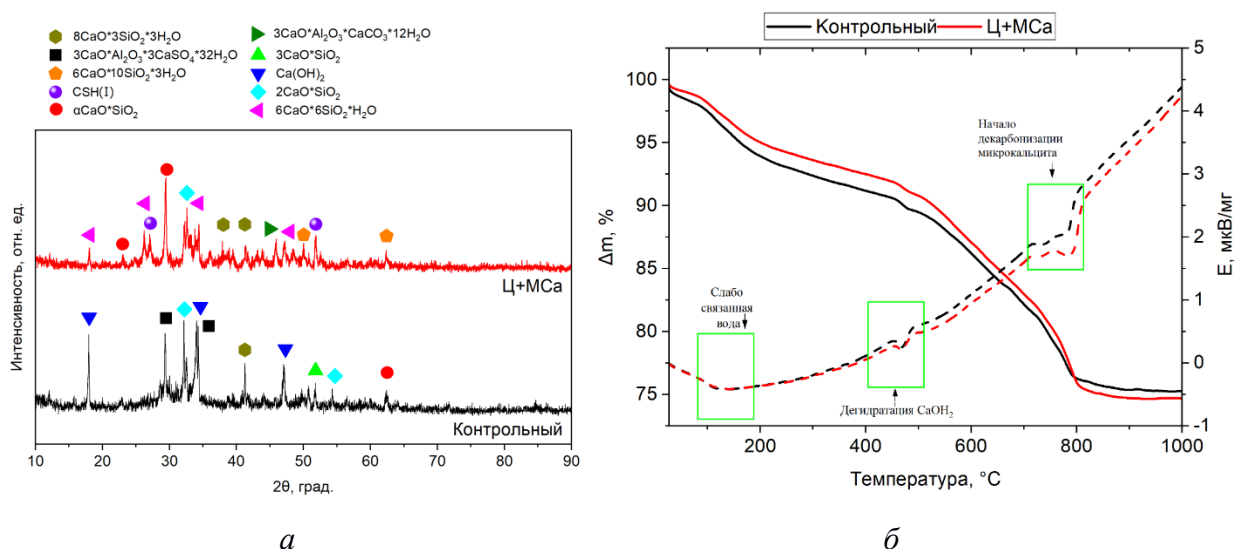 8CaO*3SiO₂*3H₂O
3CaO*Al₂O₃*3CaSO₄*32H₂O
6CaO*10SiO₂*3H₂O
CSH(I)
αCaO*SiO₂
3CaO*Al₂O₃*CaCO₃*12H₂O
3CaO*SiO₂
Ca(OH)₂
2CaO*SiO₂
6CaO*6SiO₂*H₂O
Интенсивность, отн. ед.
Ц+МСа
Контрольный
10 20 30 40 50 60 70 80 90
2θ, град.
а
Контрольный Ц+МСа
Δm, %
100
95
90
85
80
75
Начало
декарбонизации
микрокальцита
Слабо
связанная
вода
Дегидратация CaOH₂
5
4
3
2
1
0
-1
E, мкВ/мг
200 400 600 800 1000
Температура, °C
б